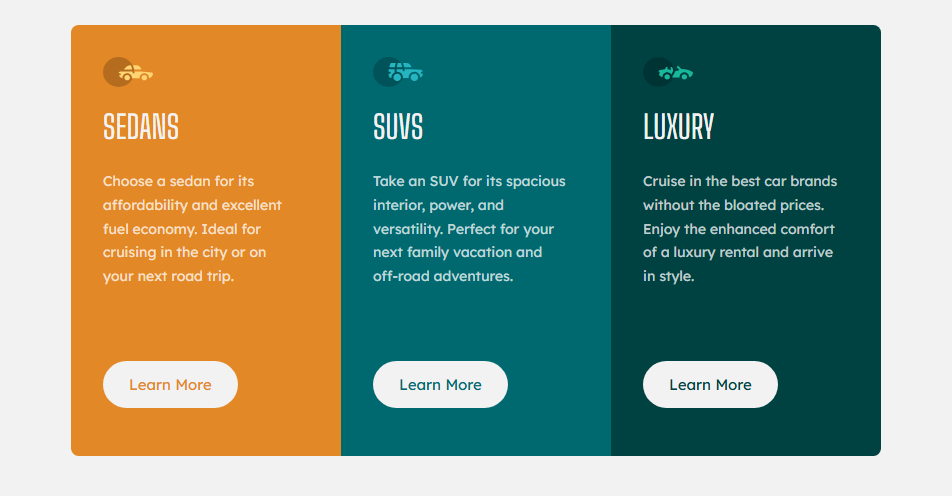 SEDANS
Choose a sedan for its
affordability and excellent
fuel economy. Ideal for
cruising in the city or on
your next road trip.
Learn More
SUVS
Take an SUV for its spacious
interior, power, and
versatility. Perfect for your
next family vacation and
off-road adventures.
Learn More
LUXURY
Cruise in the best car brands
without the bloated prices.
Enjoy the enhanced comfort
of a luxury rental and arrive
in style.
Learn More